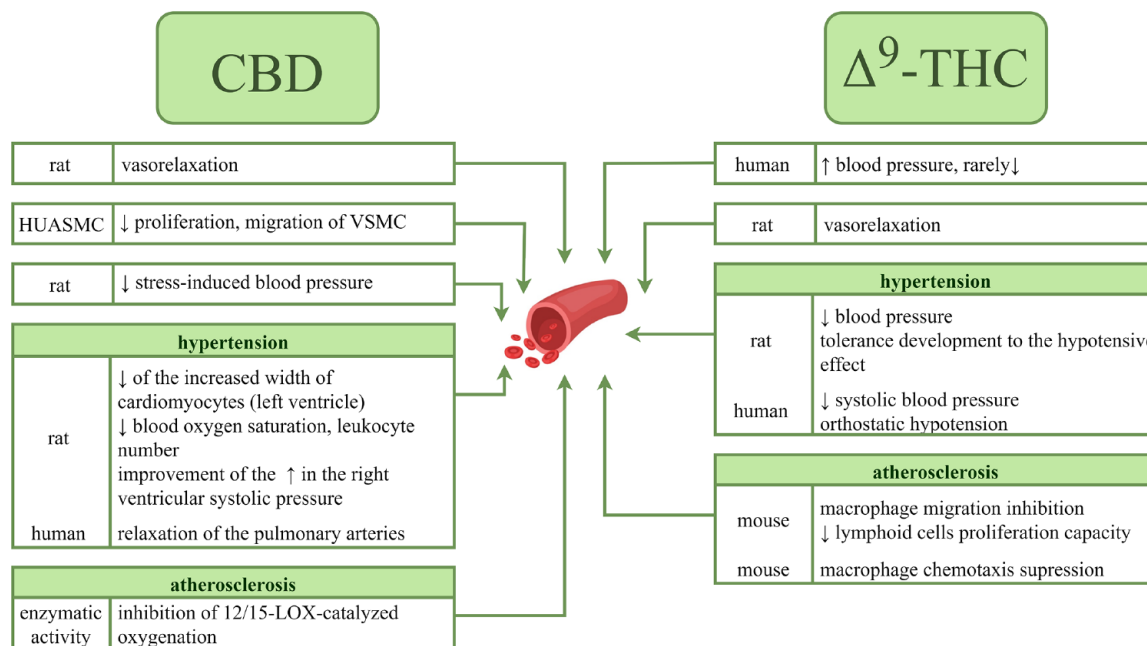 CBD
rat vasorelaxation
HUASMC ↓ proliferation, migration of VSMC
rat ↓ stress-induced blood pressure
hypertension
↓ of the increased width of
cardiomyocytes (left ventricle)
rat ↓ blood oxygen saturation, leukocyte
number
improvement of the ↑ in the right
ventricular systolic pressure
human relaxation of the pulmonary arteries
atherosclerosis
enzymatic inhibition of 12/15-LOX-catalyzed
activity oxygenation
Δ⁹-THC
human ↑ blood pressure, rarely↓
rat vasorelaxation
hypertension
↓ blood pressure
rat tolerance development to the hypotensive
effect
human ↓ systolic blood pressure
orthostatic hypotension
atherosclerosis
mouse macrophage migration inhibition
↓ lymphoid cells proliferation capacity
mouse macrophage chemotaxis supression